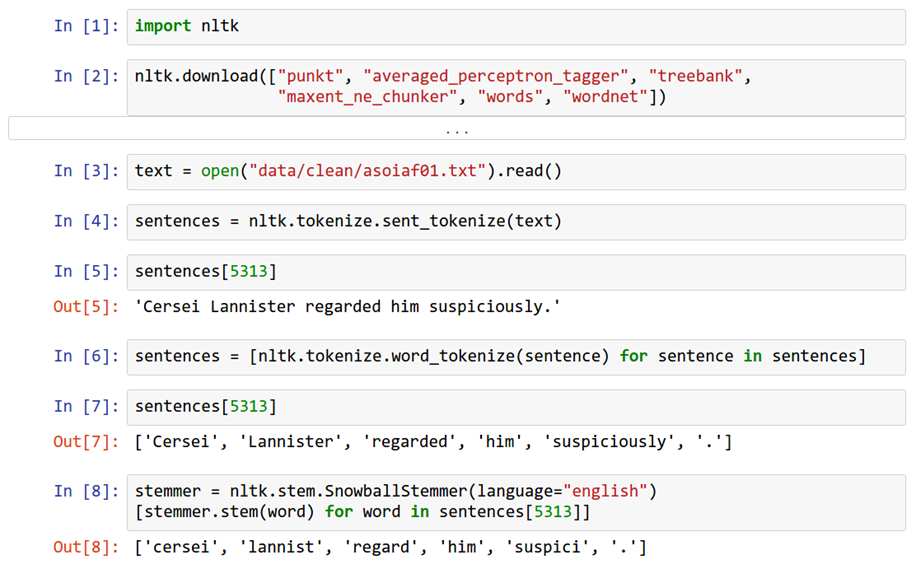 In [1]: import nltk
In [2]: nltk.download(["punkt", "averaged_perceptron_tagger", "treebank",
"maxent_ne_chunker", "words", "wordnet"])
...
In [3]: text = open("data/clean/asoiaf01.txt").read()
In [4]: sentences = nltk.tokenize.sent_tokenize(text)
In [5]: sentences[5313]
Out[5]: 'Cersei Lannister regarded him suspiciously.'
In [6]: sentences = [nltk.tokenize.word_tokenize(sentence) for sentence in sentences]
In [7]: sentences[5313]
Out[7]: ['Cersei', 'Lannister', 'regarded', 'him', 'suspiciously', '.']
In [8]: stemmer = nltk.stem.SnowballStemmer(language="english")
[stemmer.stem(word) for word in sentences[5313]]
Out[8]: ['cersei', 'lannist', 'regard', 'him', 'suspici', '.']